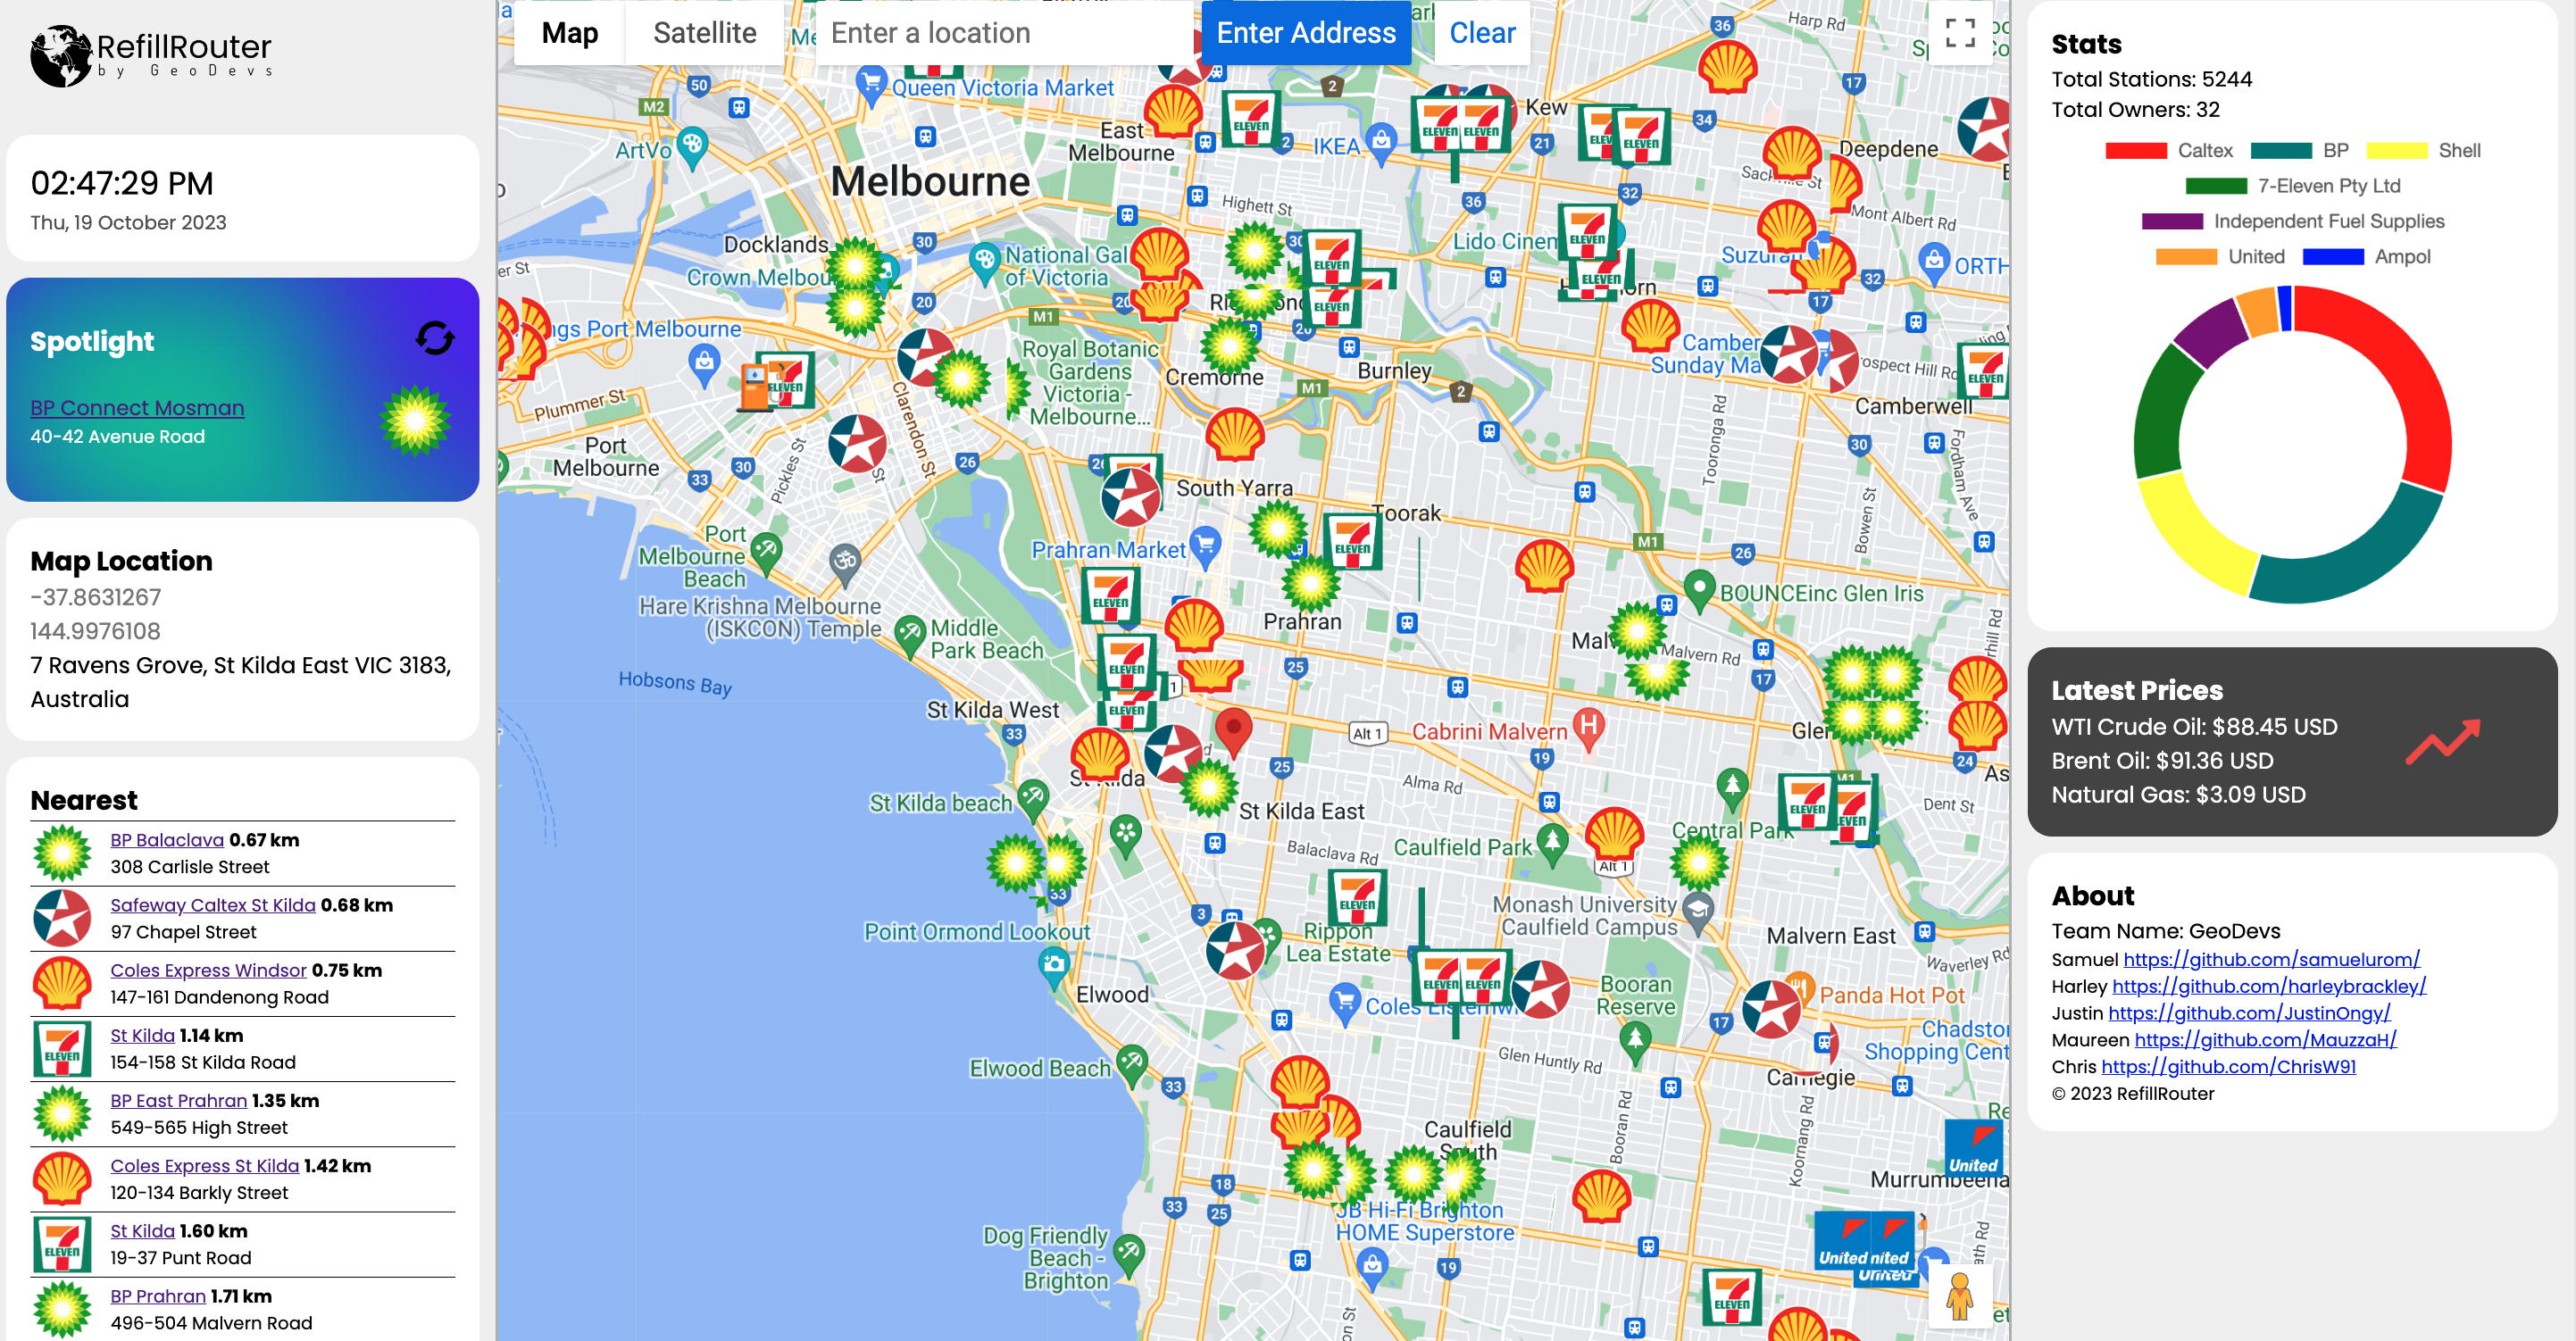 RefillRouter
by GeoDevs
02:47:29 PM
Thu, 19 October 2023
Spotlight
BP Connect Mosman
40-42 Avenue Road
Map Location
-37.8631267
144.9976108
7 Ravens Grove, St Kilda East VIC 3183,
Australia
Nearest
BP Balaclava 0.67 km
308 Carlisle Street
Safeway Caltex St Kilda 0.68 km
97 Chapel Street
Coles Express Windsor 0.75 km
147-161 Dandenong Road
St Kilda 1.14 km
154-158 St Kilda Road
BP East Prahran 1.35 km
549-565 High Street
Coles Express St Kilda 1.42 km
120-134 Barkly Street
St Kilda 1.60 km
19-37 Punt Road
BP Prahran 1.71 km
496-504 Malvern Road
Map
Satellite
Enter a location
Enter Address
Clear
Harp Rd
Queen Victoria Market
M2
East
Melbourne
IKEA
Kew
Deepdene
ArtVo
Melbourne
Highett St
Mont Albert Rd
Docklands
Lido
National Gal
of Victoria
M1
Royal Botanic
Gardens
Victoria -
Melbourne...
Cremorne
Burnley
M1
Camberwell
Sunday
Prospect Hill Rd
Plummer St
Port
Melbourne
Pickles St
Clarendon St
Tooronga Rd
Fordham Ave
Bowen St
South Yarra
Toorak
Port
Melbourne
Beach
Prahran Market
M1
Hare Krishna Melbourne
(ISKCON) Temple
BOUNCEinc Glen Iris
Middle
Park Beach
Prahran
Malvern Rd
Hobsons Bay
St Kilda West
Alt 1
Cabrini Malvern
St Kilda
Alma Rd
St Kilda beach
St Kilda East
Dent St
Central Park
Caulfield Park
Balaclava Rd
Alt 1
Monash University
Caulfield Campus
Point Ormond Lookout
Rippon
Lea Estate
Malvern East
Waverley Rd
Elwood
Booran
Reserve
Panda Hot Pot
Glen Huntly Rd
Chadston
Shopping Cent
Elwood Beach
Carnegie
Booran Rd
Koornang Rd
Caulfield
South
Murrumbeena
JB Hi-Fi Brighton
HOME Superstore
Dog Friendly
Beach -
Brighton
United
ELEVEN
Stats
Total Stations: 5244
Total Owners: 32
Caltex
BP
Shell
7-Eleven Pty Ltd
Independent Fuel Supplies
United
Ampol
Latest Prices
WTI Crude Oil: $88.45 USD
Brent Oil: $91.36 USD
Natural Gas: $3.09 USD
About
Team Name: GeoDevs
Samuel https://github.com/samuelurom/
Harley https://github.com/harleybrackley/
Justin https://github.com/JustinOngy/
Maureen https://github.com/MauzzaH/
Chris https://github.com/ChrisW91
© 2023 RefillRouter